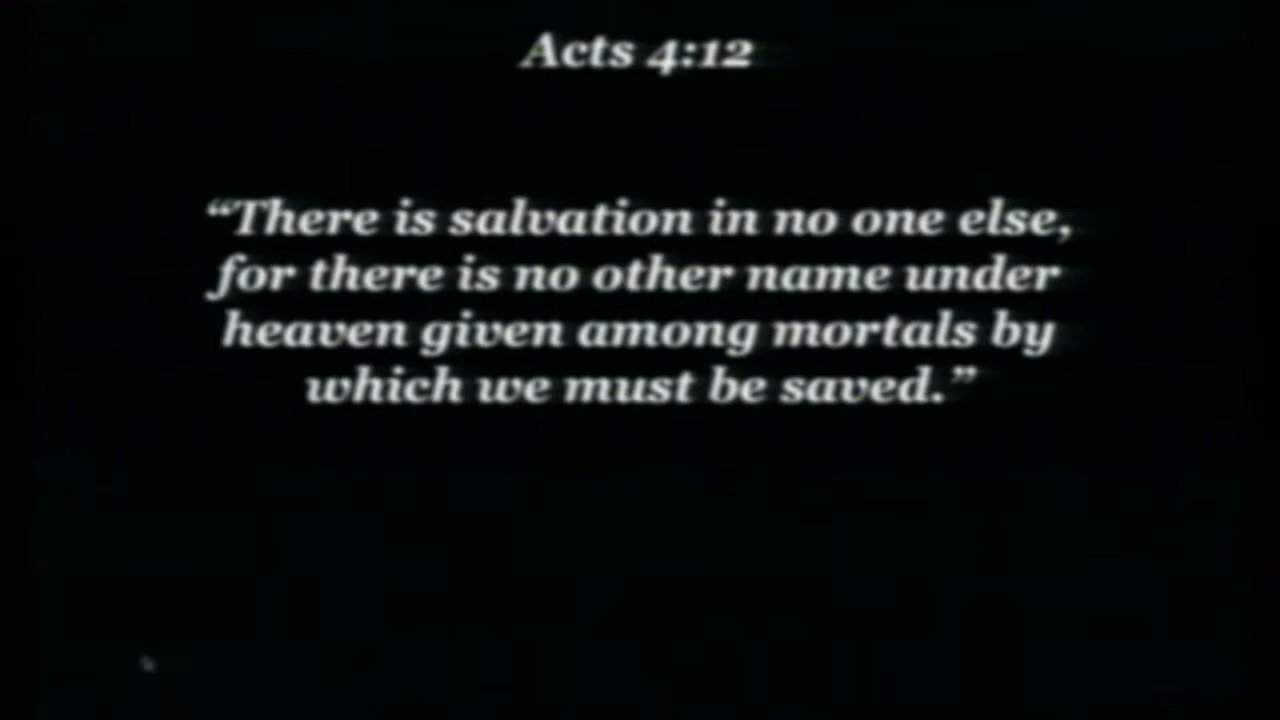 Acts 4:12
“There is salvation in no one else,
for there is no other name under
heaven given among mortals by
which we must be saved.”